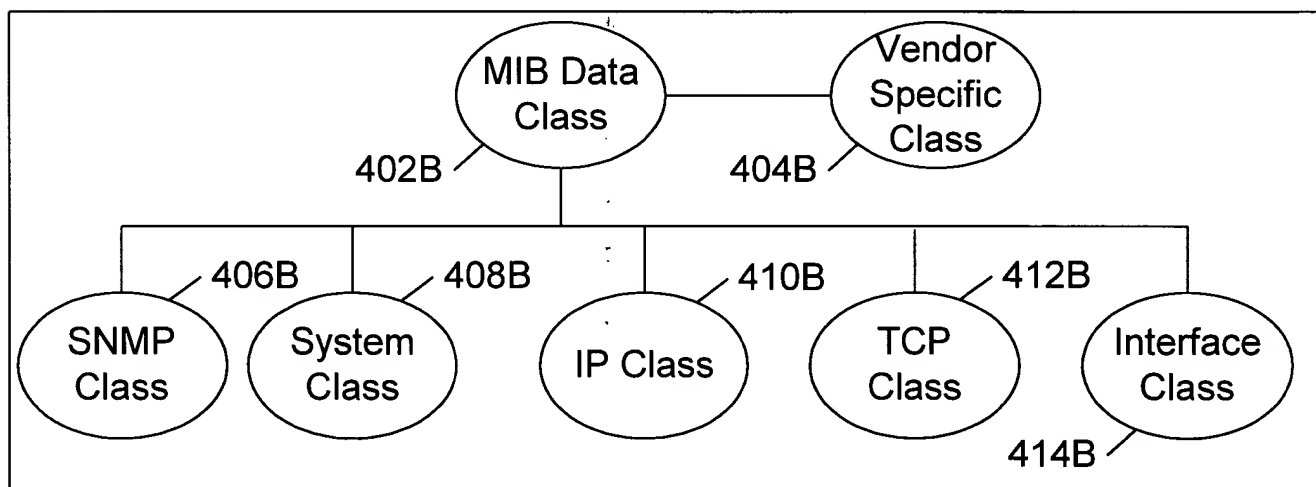 MIB Data
Class
Vendor
Specific
Class
402B
404B
406B
408B
410B
412B
SNMP
Class
System
Class
IP Class
TCP
Class
Interface
Class
414B